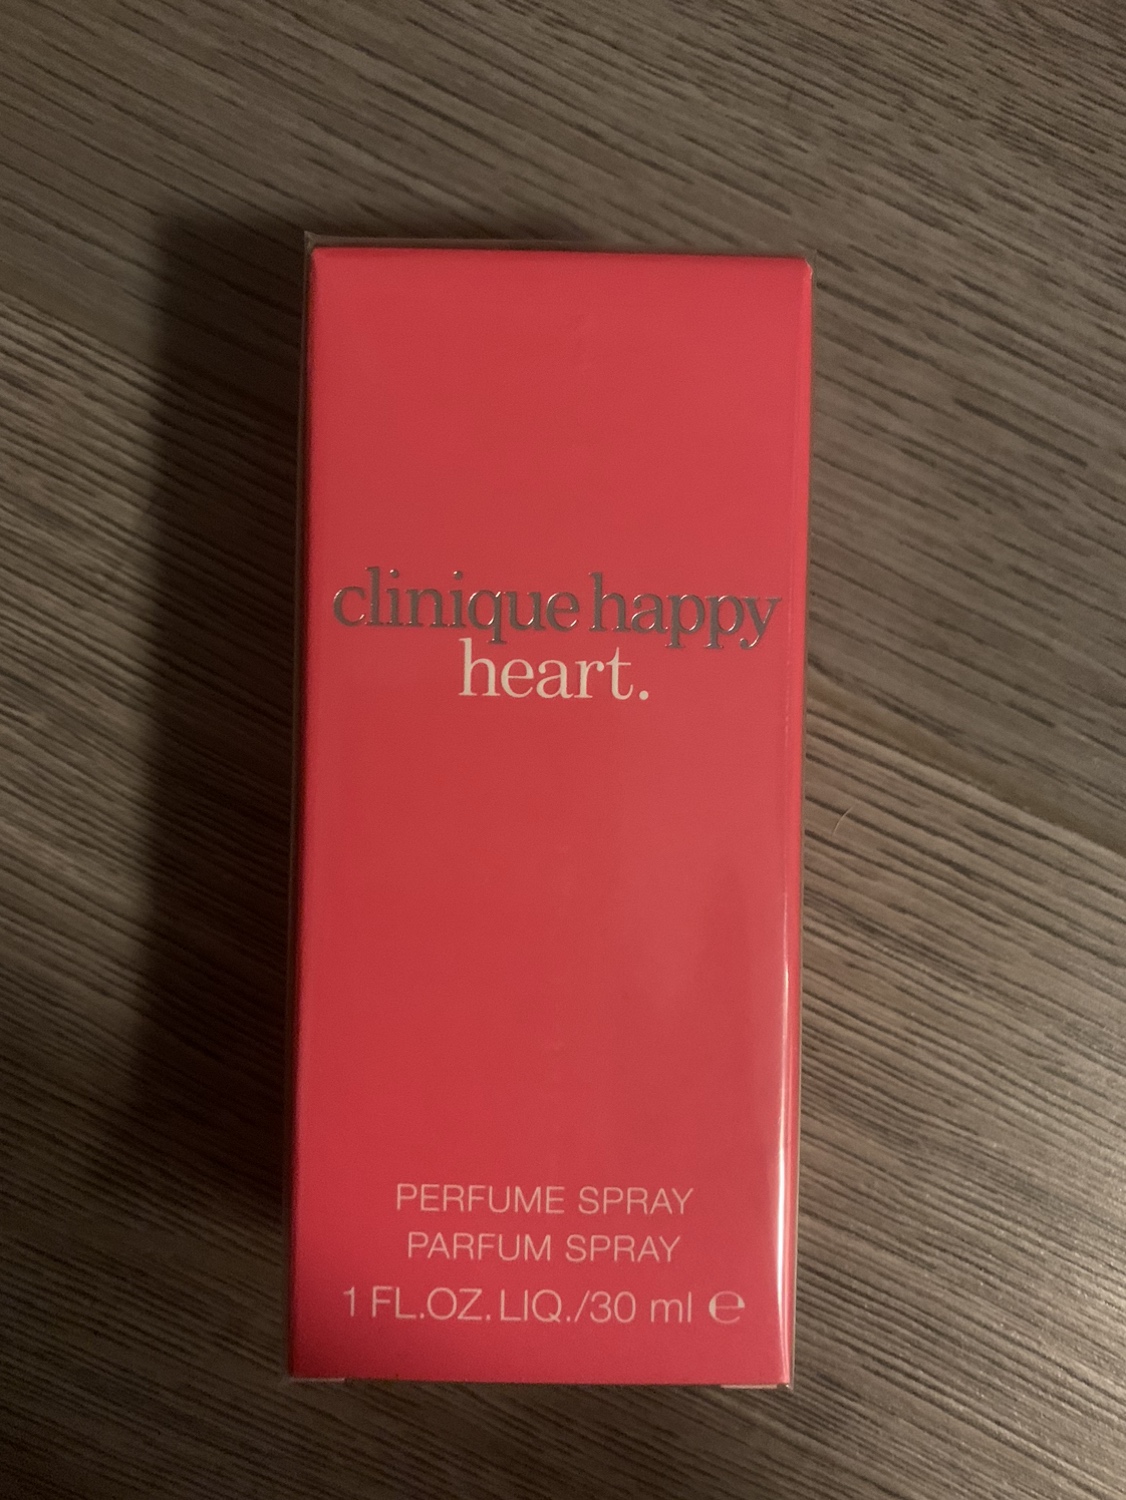 clinique happy
heart.
PERFUME SPRAY
PARFUM SPRAY
1 FL.OZ.LIQ./30 ml ℮